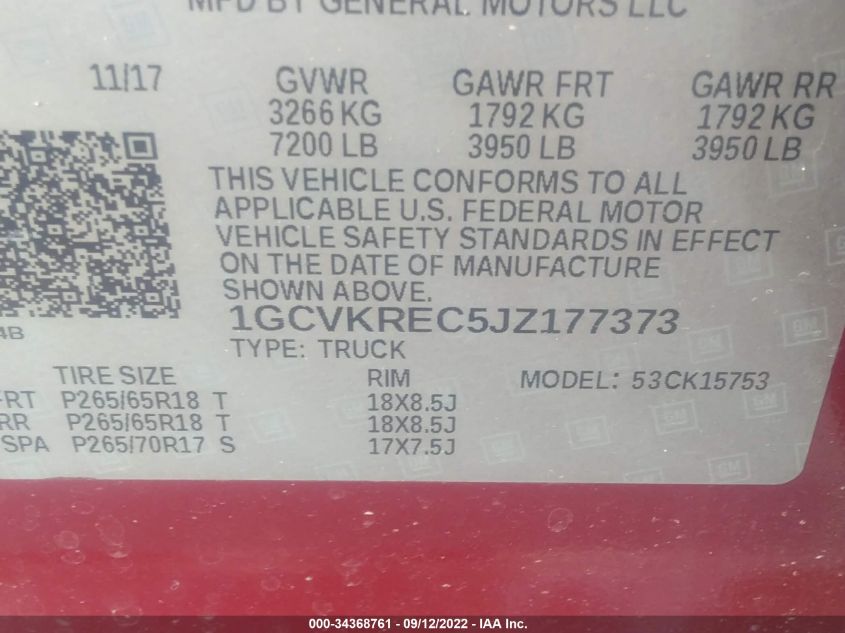 MFD BY GENERAL MOTORS LLC
11/17 GVWR GAWR FRT GAWR RR
3266 KG 1792 KG 1792 KG
7200 LB 3950 LB 3950 LB
THIS VEHICLE CONFORMS TO ALL
APPLICABLE U.S. FEDERAL MOTOR
VEHICLE SAFETY STANDARDS IN EFFECT
ON THE DATE OF MANUFACTURE
SHOWN ABOVE.
4B
1GCVKREC5JZ177373
TYPE: TRUCK
TIRE SIZE RIM MODEL: 53CK15753
FRT P265/65R18 T 18X8.5J
RR P265/65R18 T 18X8.5J
SPA P265/70R17 S 17X7.5J
000-34368761 - 09/12/2022 - IAA Inc.